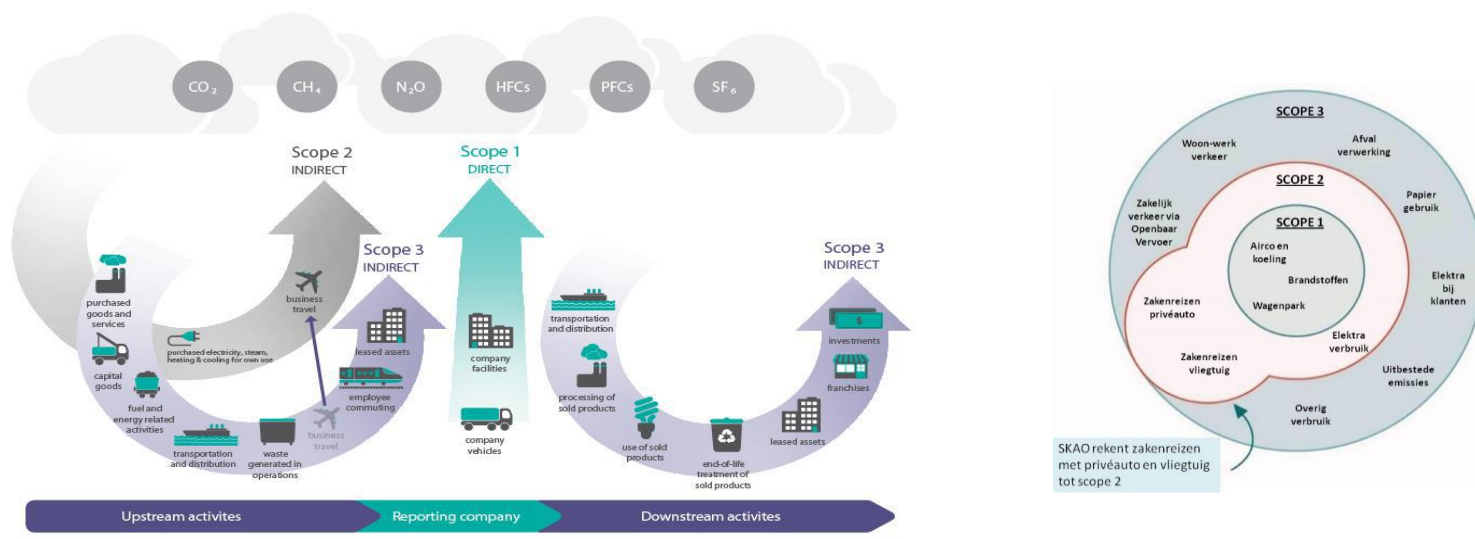 CO₂
CH₄
N₂O
HFCs
PFCs
SF₆
Scope 2
INDIRECT
Scope 1
DIRECT
Scope 3
INDIRECT
Scope 3
INDIRECT
purchased
goods and
services
capital
goods
fuel and
energy related
activities
transportation
and distribution
waste
generated in
operations
purchased electricity, steam,
heating & cooling for own use
business
travel
business
travel
employee
commuting
leased assets
company
facilities
company
vehicles
transportation
and distribution
processing of
sold products
use of sold
products
end-of-life
treatment of
sold products
leased assets
franchises
$
investments
Upstream activites
Reporting company
Downstream activites
SCOPE 3
Woon-werk
verkeer
Afval
verwerking
Zakelijk
verkeer via
Openbaar
Vervoer
Papier
gebruik
Elektra
bij
klanten
Uitbestede
emissies
Overig
verbruik
SCOPE 2
Zakenreizen
privéauto
Zakenreizen
vliegtuig
Elektra
verbruik
SCOPE 1
Airco en
koeling
Brandstoffen
Wagenpark
SKAO rekent zakenreizen
met privéauto en vliegtuig
tot scope 2